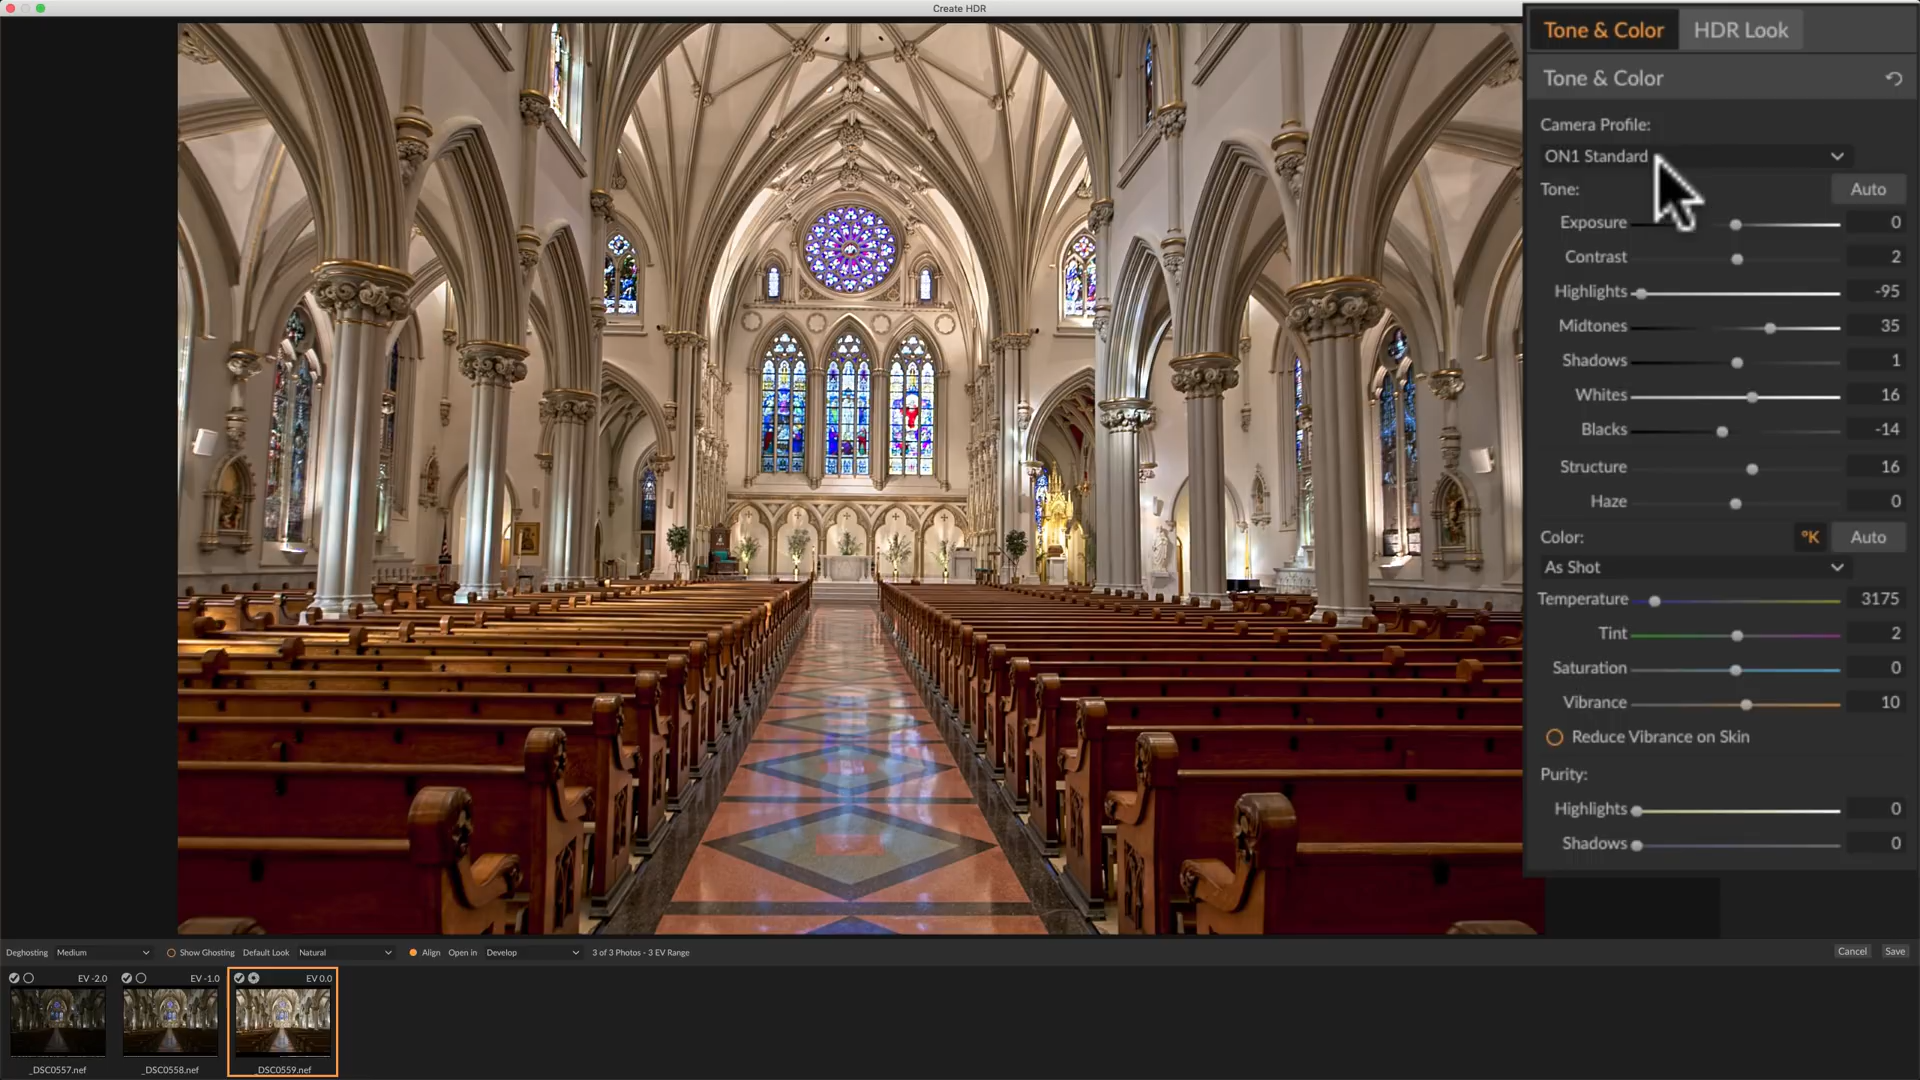 Create HDR
Tone & Color HDR Look
Tone & Color
Camera Profile:
ON1 Standard
Tone: Auto
Exposure 0
Contrast 2
Highlights -95
Midtones 35
Shadows 1
Whites 16
Blacks -14
Structure 16
Haze 0
Color: °K Auto
As Shot
Temperature 3175
Tint 2
Saturation 0
Vibrance 10
Reduce Vibrance on Skin
Purity:
Highlights 0
Shadows 0
Deghosting Medium Show Ghosting Default Look Natural Align Open in Develop 3 of 3 Photos - 3 EV Range Cancel Save
EV -2.0 EV -1.0 EV 0.0
_DSC0557.nef _DSC0558.nef _DSC0559.nef